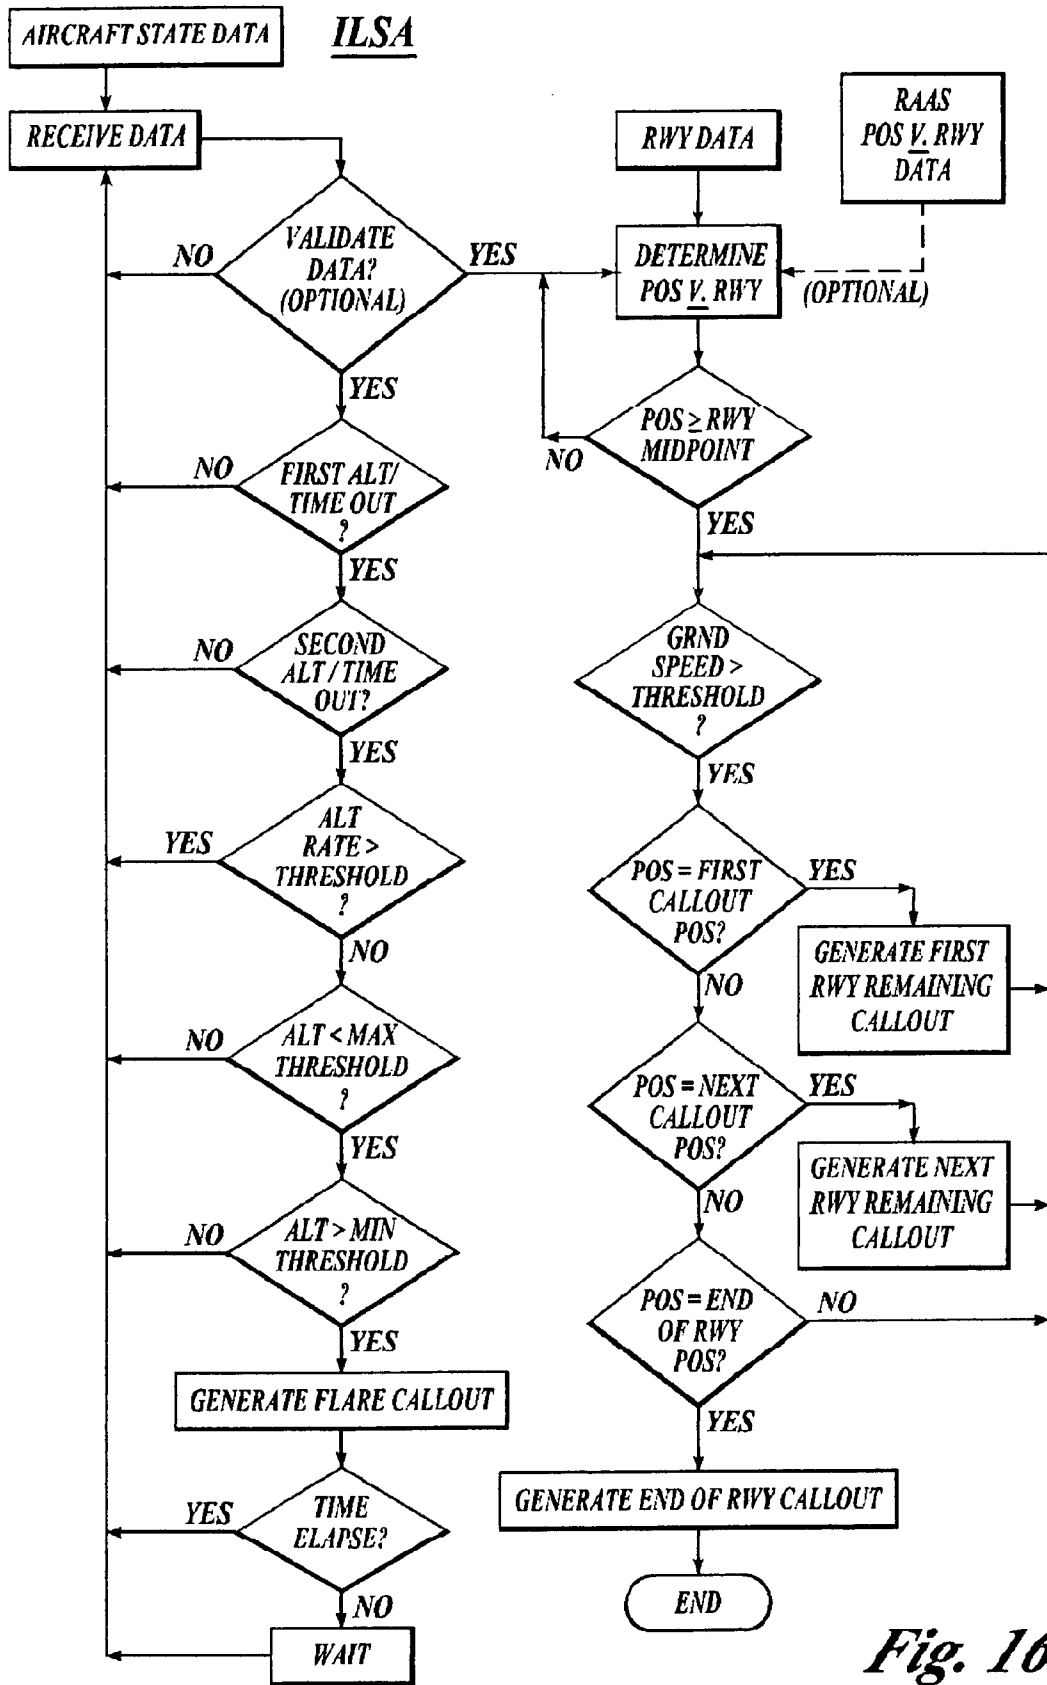 ILSA
AIRCRAFT STATE DATA
RECEIVE DATA
VALIDATE
DATA?
(OPTIONAL)
NO
YES
YES
FIRST ALT/
TIME OUT
?
NO
YES
SECOND
ALT / TIME
OUT?
NO
YES
ALT
RATE >
THRESHOLD
?
YES
NO
ALT < MAX
THRESHOLD
?
NO
YES
ALT > MIN
THRESHOLD
?
NO
YES
GENERATE FLARE CALLOUT
TIME
ELAPSE?
YES
NO
WAIT
RWY DATA
RAAS
POS V. RWY
DATA
DETERMINE
POS V. RWY
(OPTIONAL)
POS ≥ RWY
MIDPOINT
NO
YES
GRND
SPEED >
THRESHOLD
?
YES
POS = FIRST
CALLOUT
POS?
YES
GENERATE FIRST
RWY REMAINING
CALLOUT
NO
POS = NEXT
CALLOUT
POS?
YES
GENERATE NEXT
RWY REMAINING
CALLOUT
NO
POS = END
OF RWY
POS?
NO
YES
GENERATE END OF RWY CALLOUT
END
Fig. 16